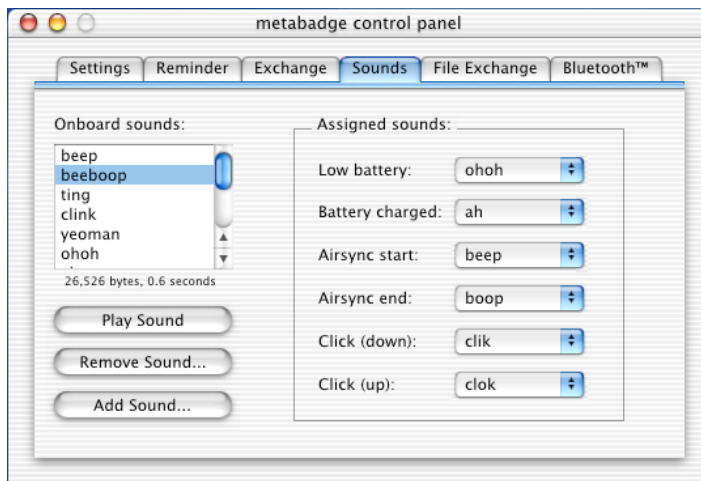 metabadge control panel
Settings Reminder Exchange Sounds File Exchange Bluetooth™
Onboard sounds:
beep
beeboop
ting
clink
yeoman
ohoh
26,526 bytes, 0.6 seconds
Play Sound
Remove Sound...
Add Sound...
Assigned sounds:
Low battery: ohoh
Battery charged: ah
Airsync start: beep
Airsync end: boop
Click (down): clik
Click (up): clok